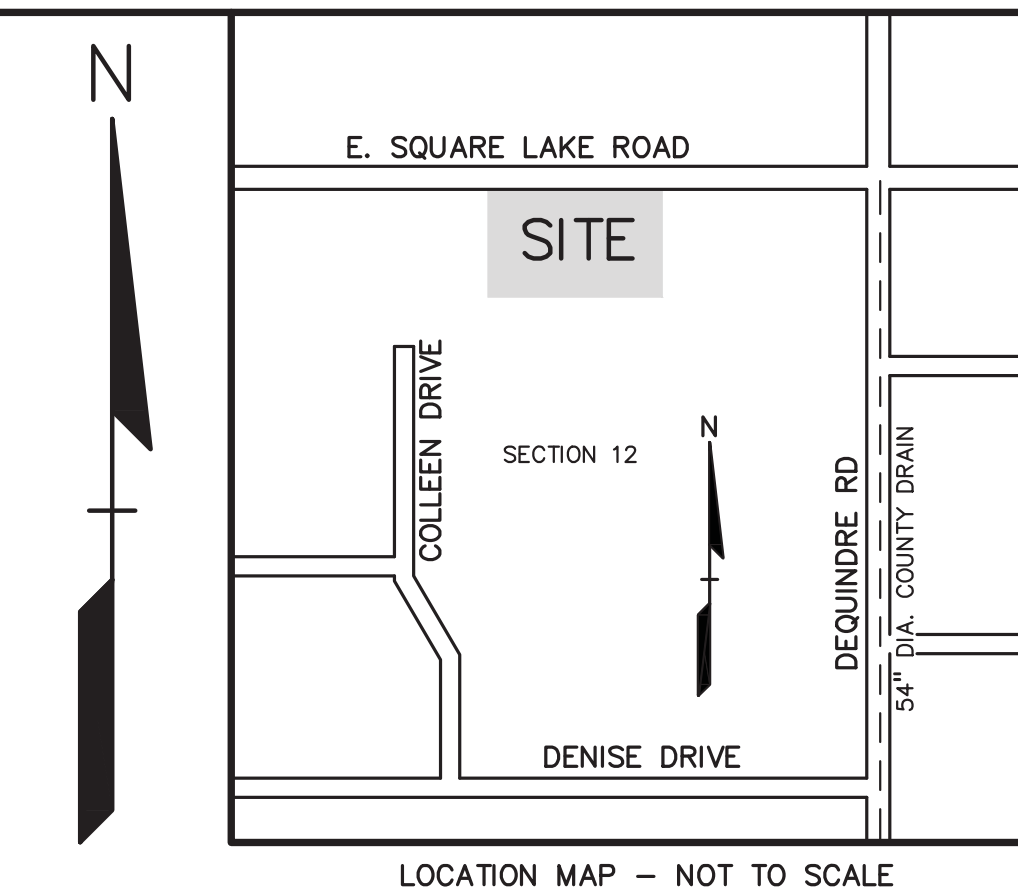 N
E. SQUARE LAKE ROAD
SITE
COLLEEN DRIVE
SECTION 12
N
DEQUINDRE RD
54" DIA. COUNTY DRAIN
DENISE DRIVE
LOCATION MAP – NOT TO SCALE